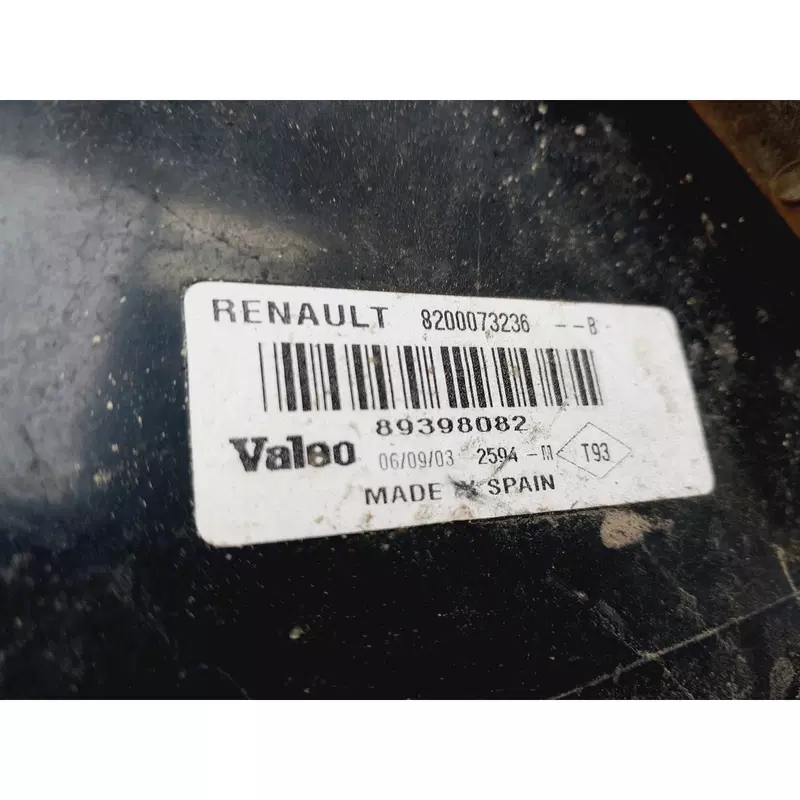 RENAULT 8200073236 --B
89398082
Valeo 06/09/03 2594-M T93
MADE SPAIN